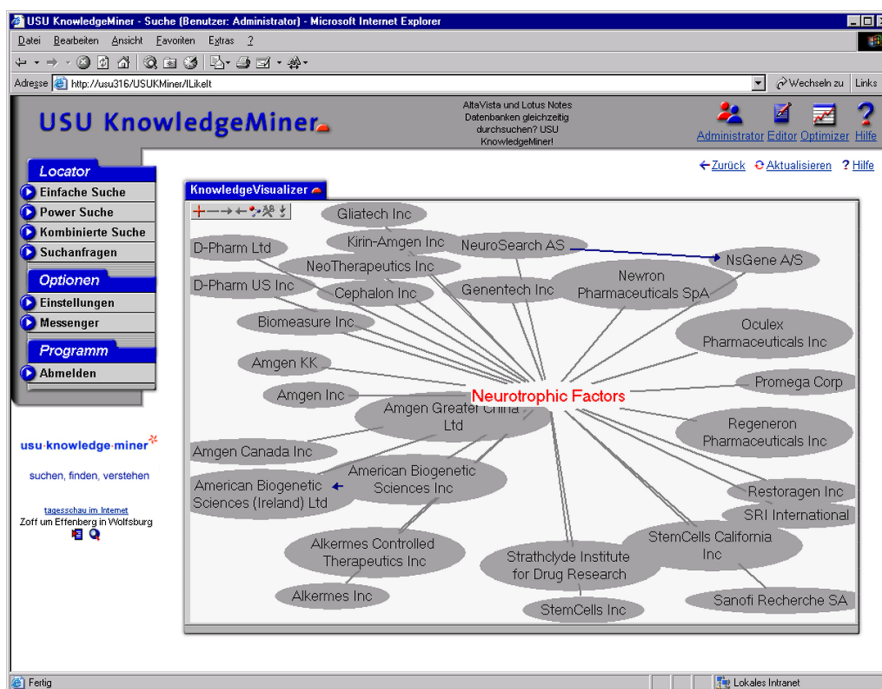 USU KnowledgeMiner - Suche (Benutzer: Administrator) - Microsoft Internet Explorer
Datei Bearbeiten Ansicht Favoriten Extras ?
Adresse http://usu316/USUKMiner/ILikeIt Wechseln zu Links
USU KnowledgeMiner
AltaVista und Lotus Notes
Datenbanken gleichzeitig
durchsuchen? USU
KnowledgeMiner!
Administrator Editor Optimizer Hilfe
Zurück Aktualisieren ? Hilfe
Locator
Einfache Suche
Power Suche
Kombinierte Suche
Suchanfragen
Optionen
Einstellungen
Messenger
Programm
Abmelden
usu·knowledge·miner
suchen, finden, verstehen
tagesschau im Internet
Zoff um Effenberg in Wolfsburg
KnowledgeVisualizer
Gliatech Inc
D-Pharm Ltd
Kirin-Amgen Inc
NeuroSearch AS
NsGene A/S
NeoTherapeutics Inc
D-Pharm US Inc
Cephalon Inc
Genentech Inc
Newron
Pharmaceuticals SpA
Biomeasure Inc
Oculex
Pharmaceuticals Inc
Amgen KK
Promega Corp
Amgen Inc
Neurotrophic Factors
Amgen Greater China
Ltd
Regeneron
Pharmaceuticals Inc
Amgen Canada Inc
American Biogenetic
Sciences (Ireland) Ltd
American Biogenetic
Sciences Inc
Restoragen Inc
SRI International
Alkermes Controlled
Therapeutics Inc
Strathclyde Institute
for Drug Research
StemCells California
Inc
Alkermes Inc
StemCells Inc
Sanofi Recherche SA
Fertig
Lokales Intranet